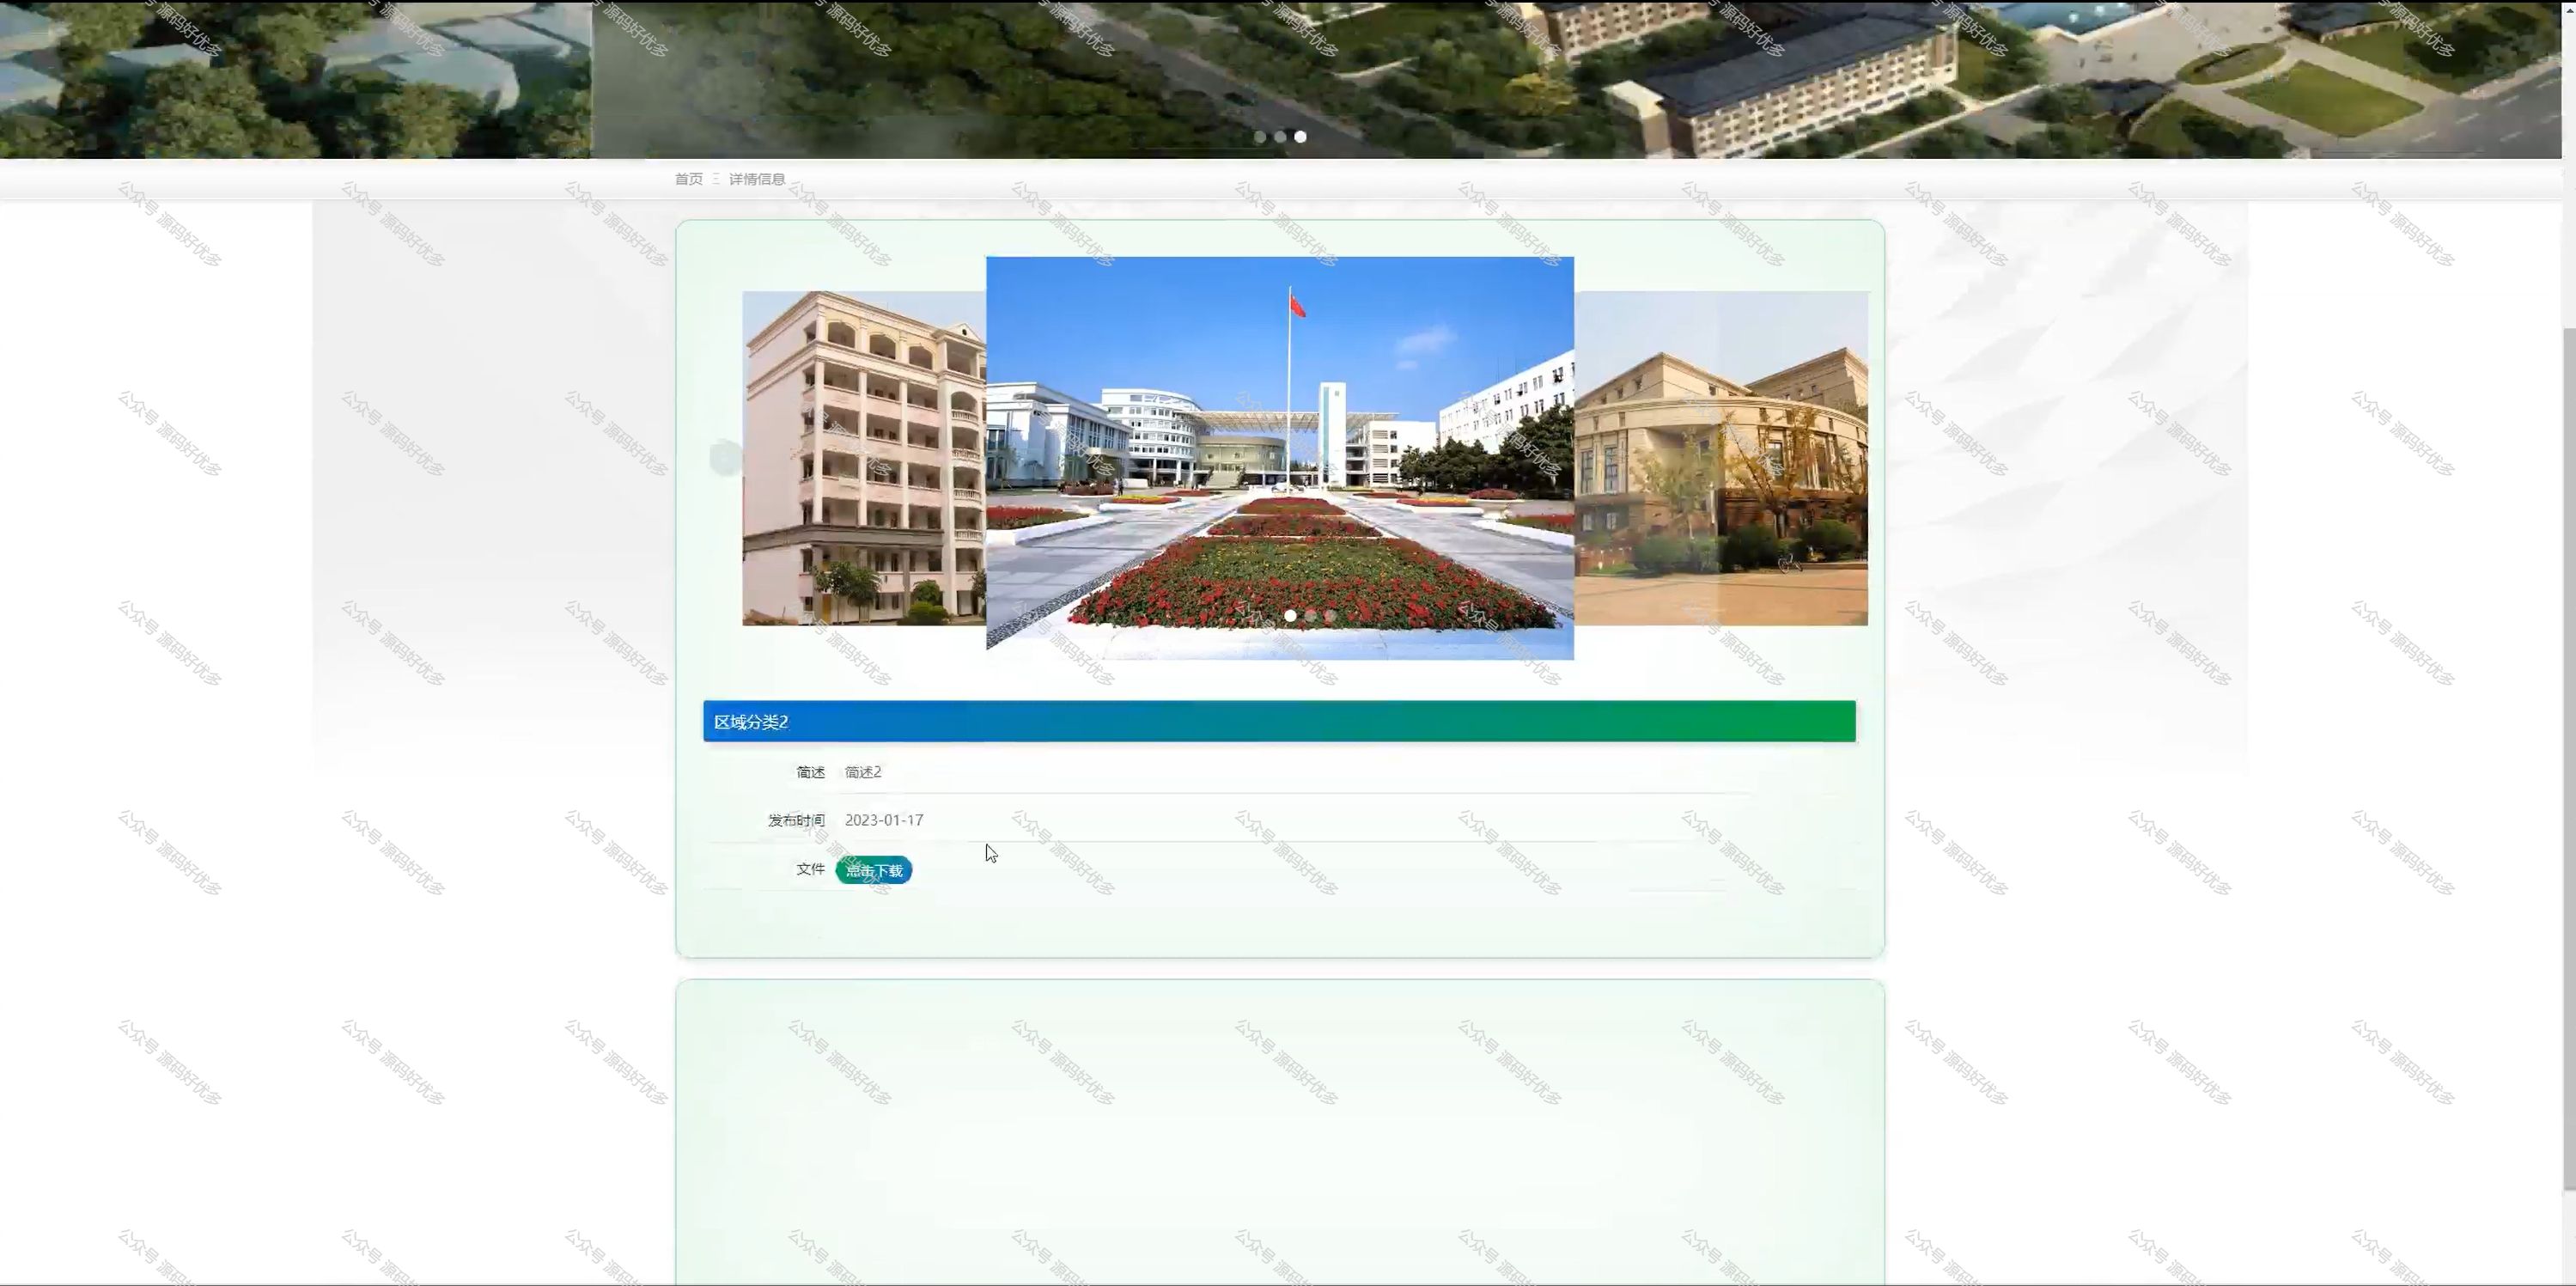 首页 Ξ 详情信息
区域分类2
简述 简述2
发布时间 2023-01-17
文件 点击下载
公众号 源码好优多